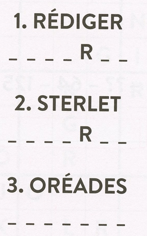 1. RÉDIGER
_ _ _ _ R _ _
2. STERLET
_ _ _ _ R _ _
3. ORÉADES
_ _ _ _ _ _ _